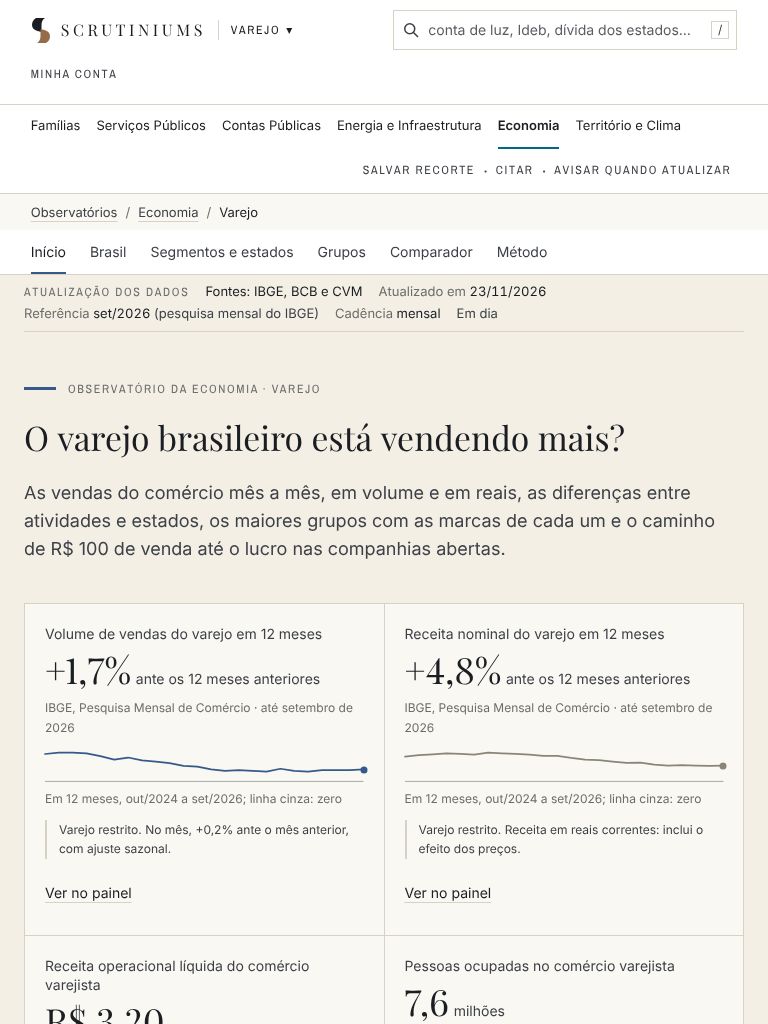 SCRUTINIUMS
VAREJO ▾
conta de luz, Ideb, dívida dos estados...
/
MINHA CONTA
Famílias Serviços Públicos Contas Públicas Energia e Infraestrutura Economia Território e Clima
SALVAR RECORTE · CITAR · AVISAR QUANDO ATUALIZAR
Observatórios / Economia / Varejo
Início Brasil Segmentos e estados Grupos Comparador Método
ATUALIZAÇÃO DOS DADOS Fontes: IBGE, BCB e CVM Atualizado em 23/11/2026
Referência set/2026 (pesquisa mensal do IBGE) Cadência mensal Em dia
OBSERVATÓRIO DA ECONOMIA · VAREJO
O varejo brasileiro está vendendo mais?
As vendas do comércio mês a mês, em volume e em reais, as diferenças entre
atividades e estados, os maiores grupos com as marcas de cada um e o caminho
de R$ 100 de venda até o lucro nas companhias abertas.
Volume de vendas do varejo em 12 meses
+1,7% ante os 12 meses anteriores
IBGE, Pesquisa Mensal de Comércio · até setembro de
2026
Em 12 meses, out/2024 a set/2026; linha cinza: zero
Varejo restrito. No mês, +0,2% ante o mês anterior,
com ajuste sazonal.
Ver no painel
Receita nominal do varejo em 12 meses
+4,8% ante os 12 meses anteriores
IBGE, Pesquisa Mensal de Comércio · até setembro de
2026
Em 12 meses, out/2024 a set/2026; linha cinza: zero
Varejo restrito. Receita em reais correntes: inclui o
efeito dos preços.
Ver no painel
Receita operacional líquida do comércio
varejista
R$ 3,20
Pessoas ocupadas no comércio varejista
7,6 milhões